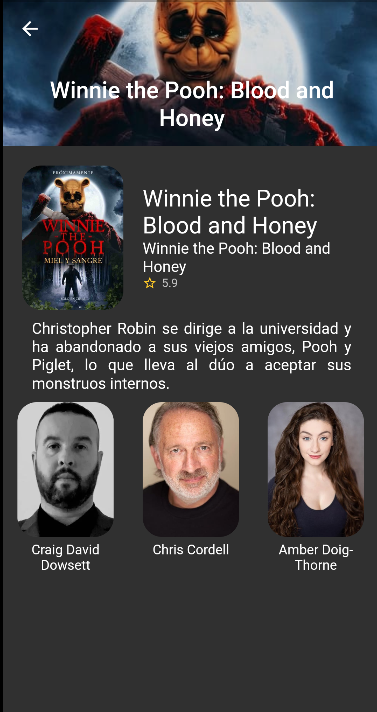 Winnie the Pooh: Blood and
Honey
PRÓXIMAMENTE
WINNIE
THE
POOH
MIEL Y SANGRE
Winnie the Pooh:
Blood and Honey
Winnie the Pooh: Blood and
Honey
5.9
Christopher Robin se dirige a la universidad y
ha abandonado a sus viejos amigos, Pooh y
Piglet, lo que lleva al dúo a aceptar sus
monstruos internos.
Craig David
Dowsett
Chris Cordell
Amber Doig-
Thorne